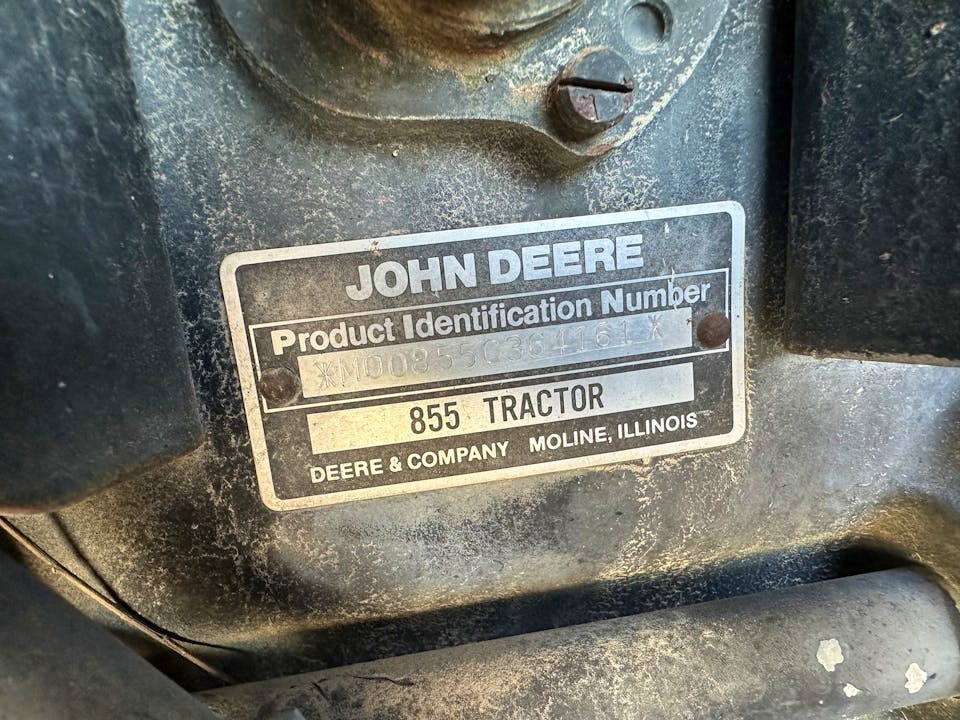 JOHN DEERE
Product Identification Number
*M00855C364161*
855 TRACTOR
DEERE & COMPANY MOLINE, ILLINOIS